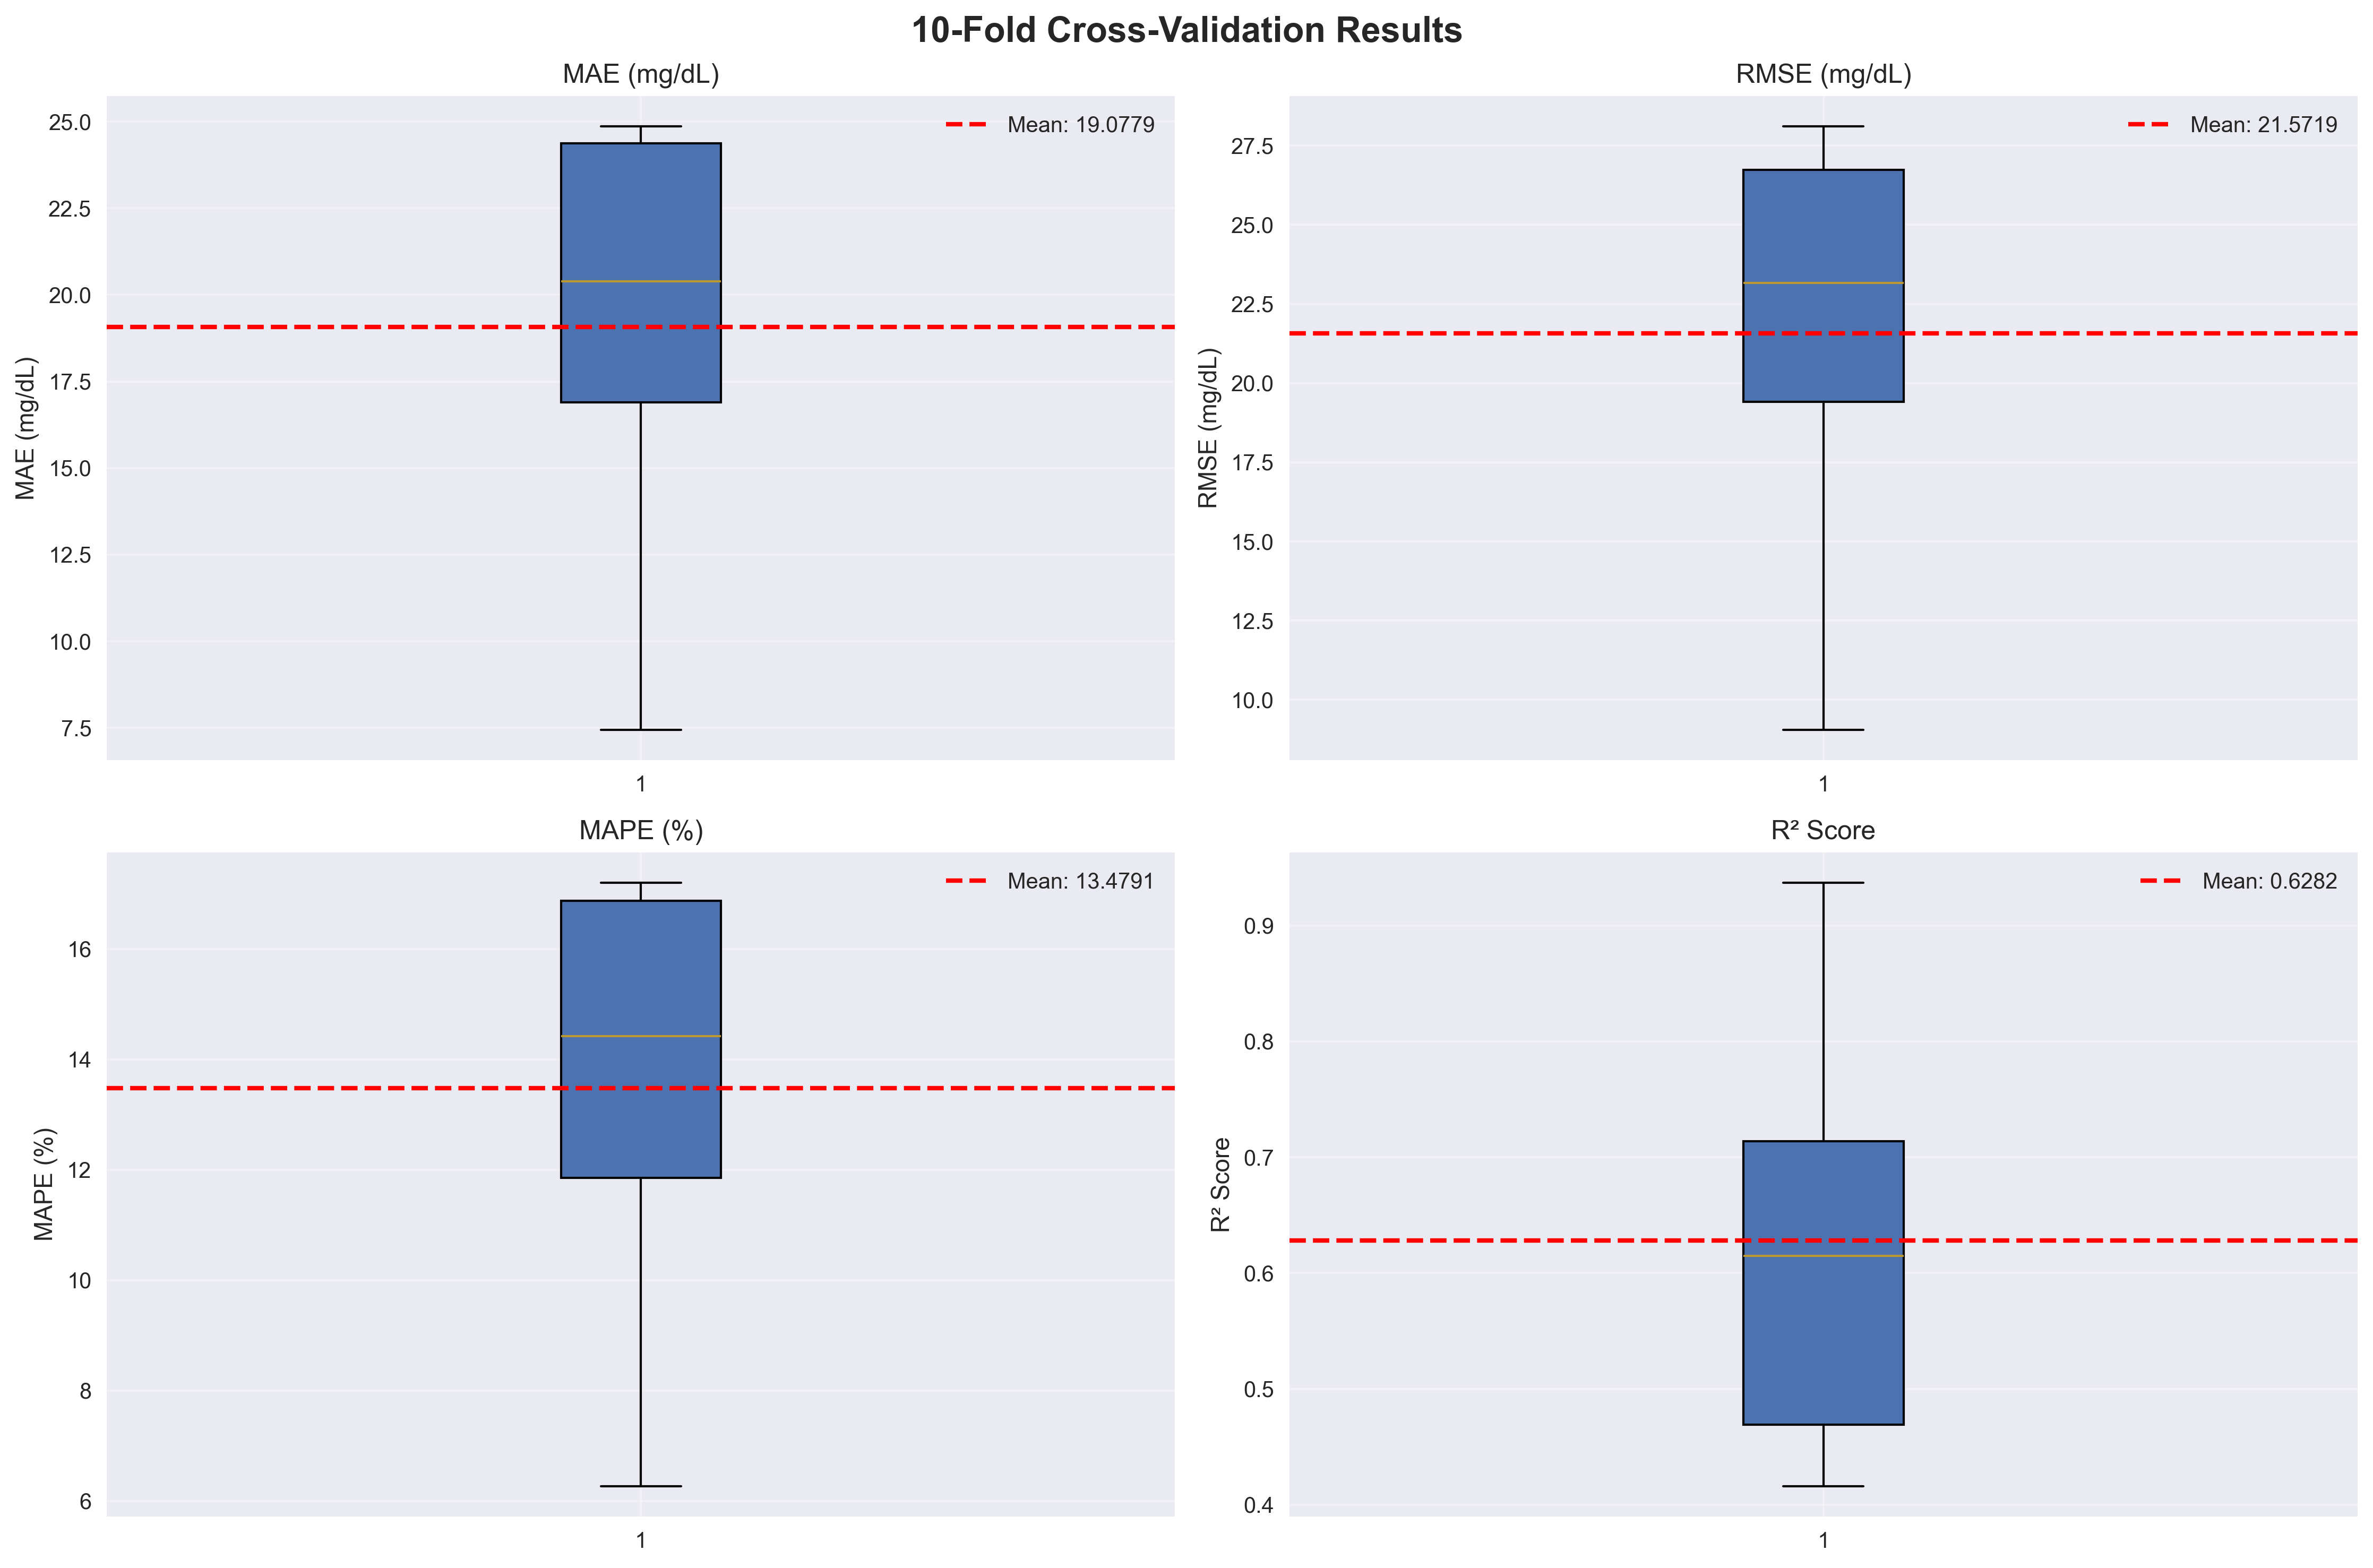 10-Fold Cross-Validation Results
MAE (mg/dL)
Mean: 19.0779
25.0
22.5
20.0
17.5
15.0
12.5
10.0
7.5
MAE (mg/dL)
1
RMSE (mg/dL)
Mean: 21.5719
27.5
25.0
22.5
20.0
17.5
15.0
12.5
10.0
RMSE (mg/dL)
1
MAPE (%)
Mean: 13.4791
16
14
12
10
8
6
MAPE (%)
1
R² Score
Mean: 0.6282
0.9
0.8
0.7
0.6
0.5
0.4
R² Score
1